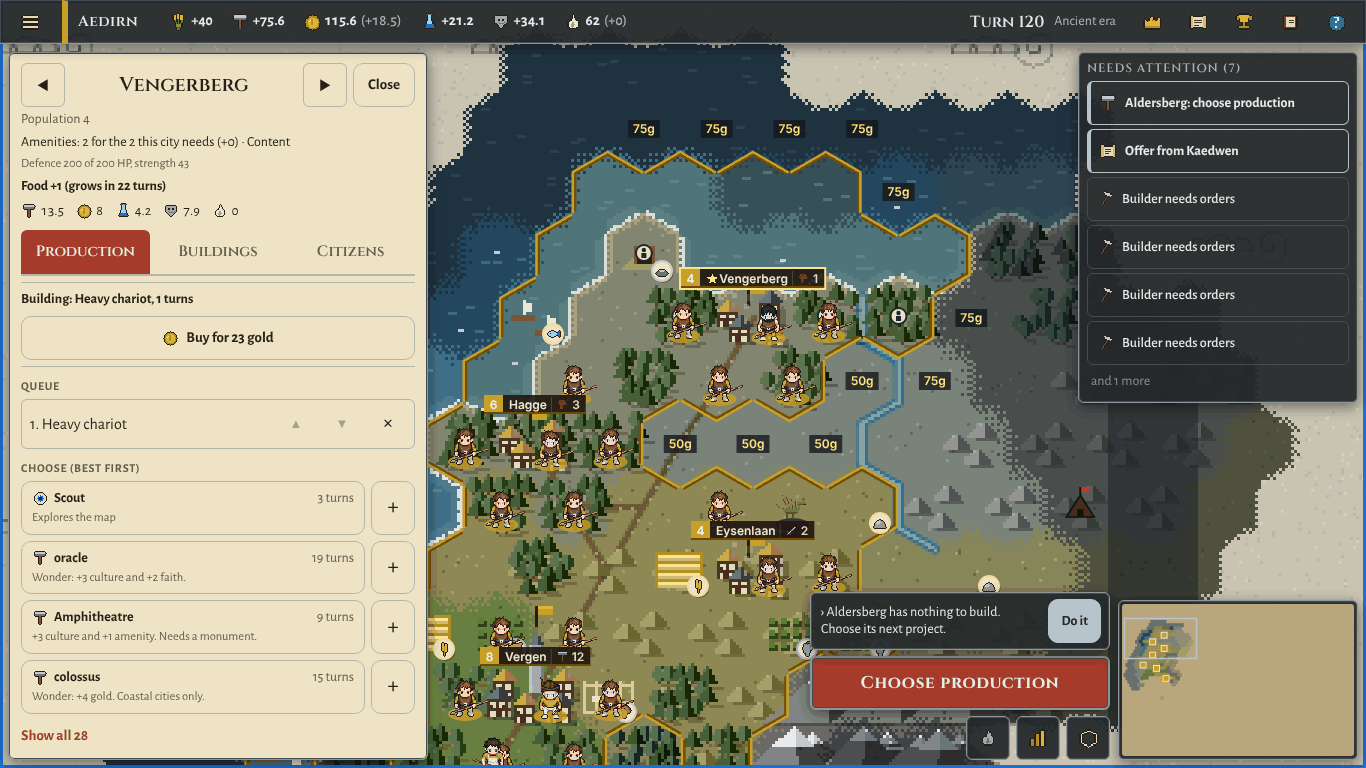 AEDIRN
+40
+75.6
115.6 (+18.5)
+21.2
+34.1
62 (+0)
TURN 120
Ancient era
VENGERBERG
Close
Population 4
Amenities: 2 for the 2 this city needs (+0) · Content
Defence 200 of 200 HP, strength 43
Food +1 (grows in 22 turns)
13.5
8
4.2
7.9
0
PRODUCTION
BUILDINGS
CITIZENS
Building: Heavy chariot, 1 turns
Buy for 23 gold
QUEUE
1. Heavy chariot
CHOOSE (BEST FIRST)
Scout
3 turns
Explores the map
oracle
19 turns
Wonder: +3 culture and +2 faith.
Amphitheatre
9 turns
+3 culture and +1 amenity. Needs a monument.
colossus
15 turns
Wonder: +4 gold. Coastal cities only.
Show all 28
75g
75g
75g
75g
75g
4 Vengerberg 1
75g
50g
75g
6 Hagge 3
50g
50g
50g
4 Eysenlaan 2
8 Vergen 12
NEEDS ATTENTION (7)
Aldersberg: choose production
Offer from Kaedwen
Builder needs orders
Builder needs orders
Builder needs orders
Builder needs orders
and 1 more
› Aldersberg has nothing to build.
Choose its next project.
Do it
CHOOSE PRODUCTION